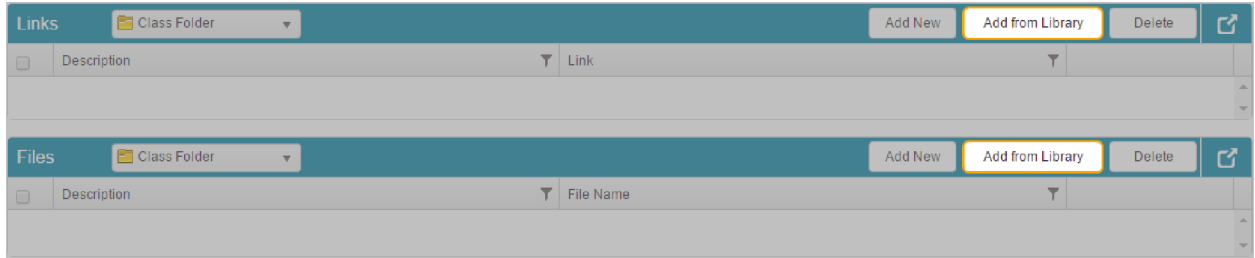 Links Class Folder Add New Add from Library Delete
Description Link
Files Class Folder Add New Add from Library Delete
Description File Name